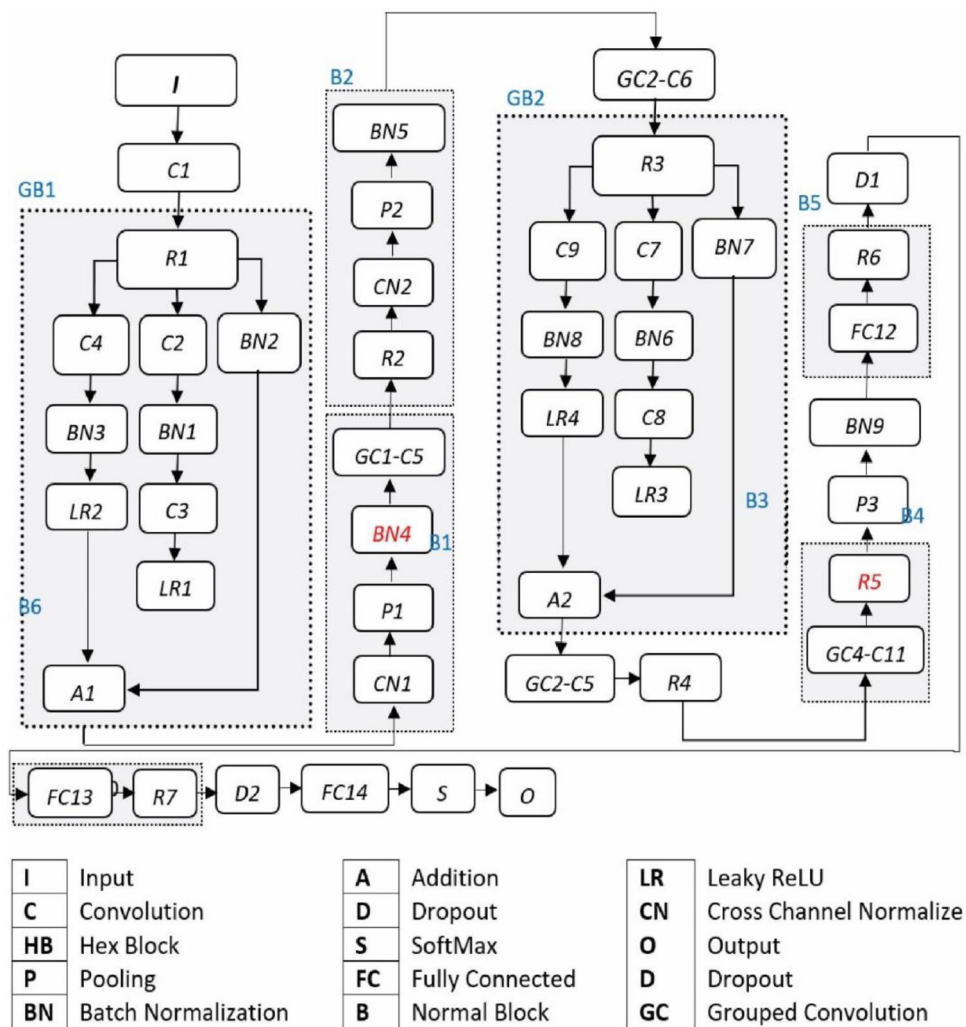 I
C1
GB1
R1
C4
C2
BN2
BN3
BN1
LR2
C3
LR1
B6
A1
B2
BN5
P2
CN2
R2
GC1-C5
BN4
B1
P1
CN1
GC2-C6
GB2
R3
C9
C7
BN7
BN8
BN6
LR4
C8
LR3
B3
A2
GC2-C5
R4
D1
B5
R6
FC12
BN9
P3
B4
R5
GC4-C11
FC13
R7
D2
FC14
S
O
I Input
C Convolution
HB Hex Block
P Pooling
BN Batch Normalization
A Addition
D Dropout
S SoftMax
FC Fully Connected
B Normal Block
LR Leaky ReLU
CN Cross Channel Normalize
O Output
D Dropout
GC Grouped Convolution